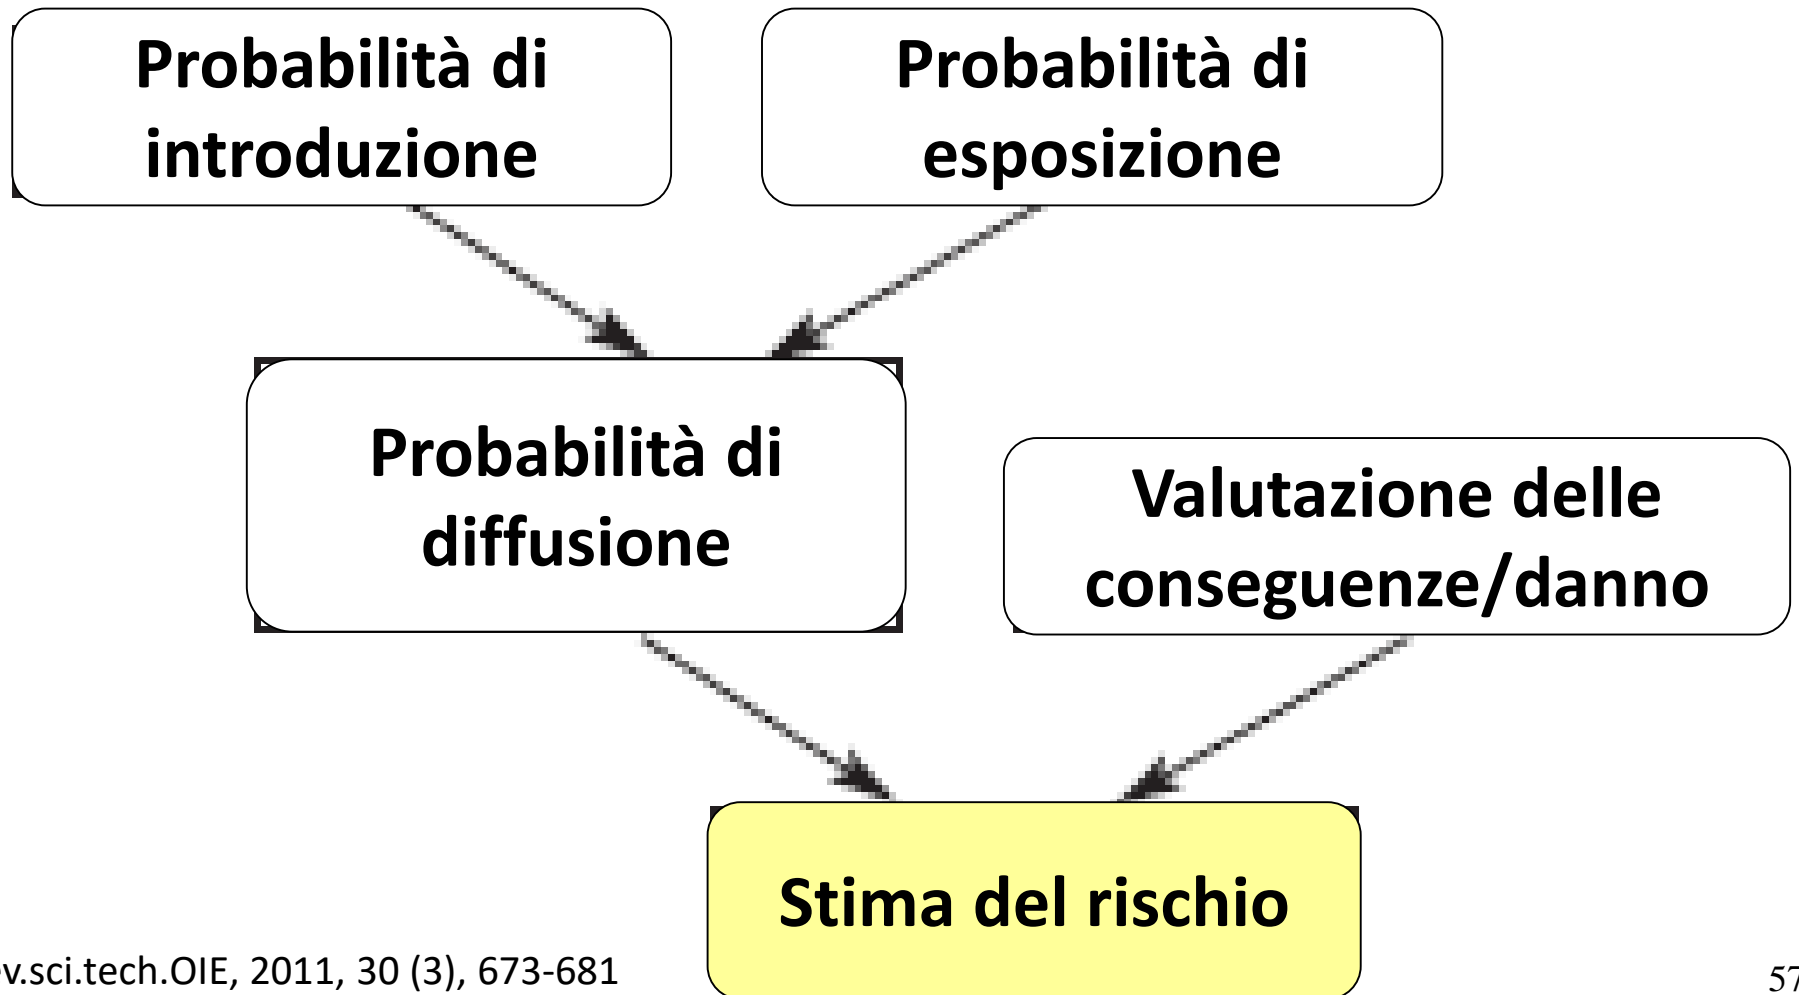 Probabilità di
introduzione
Probabilità di
esposizione
Probabilità di
diffusione
Valutazione delle
conseguenze/danno
Stima del rischio
v.sci.tech.OIE, 2011, 30 (3), 673-681
57